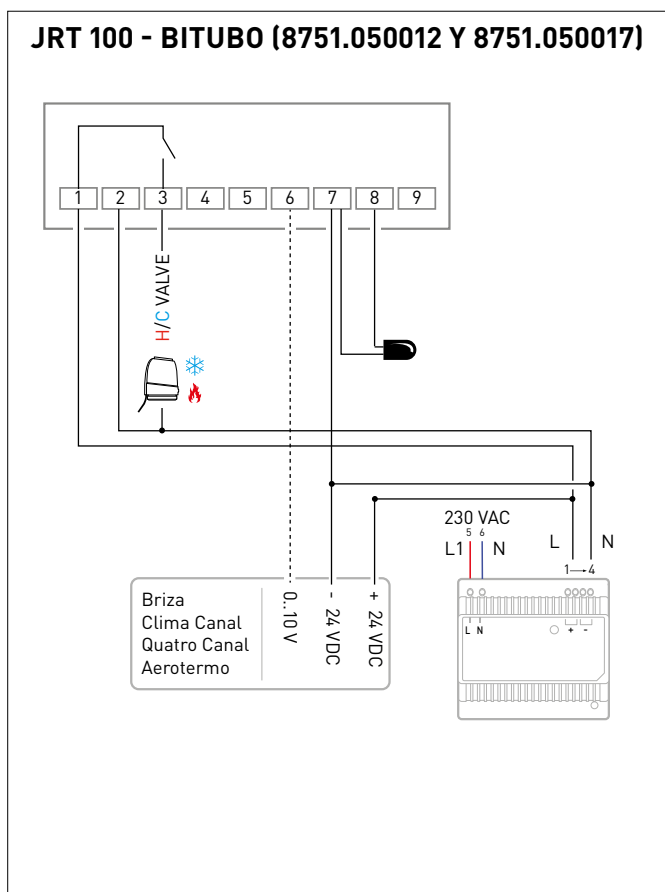 JRT 100 - BITUBO (8751.050012 Y 8751.050017)
1 2 3 4 5 6 7 8 9
H/C VALVE
230 VAC
5 6
L1 N
L N
1 4
Briza
Clima Canal
Quatro Canal
Aerotermo
0..10 V
- 24 VDC
+ 24 VDC
L N
+ -